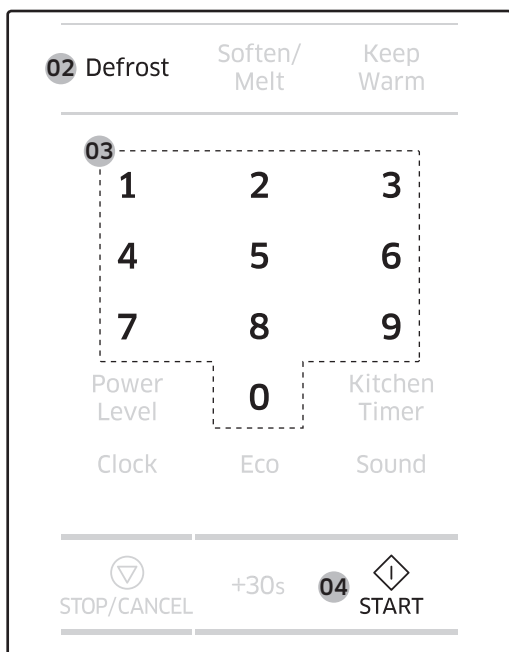 02 Defrost Soften/ Keep
Melt Warm
03
1 2 3
4 5 6
7 8 9
Power 0 Kitchen
Level Timer
Clock Eco Sound
STOP/CANCEL +30s 04 START